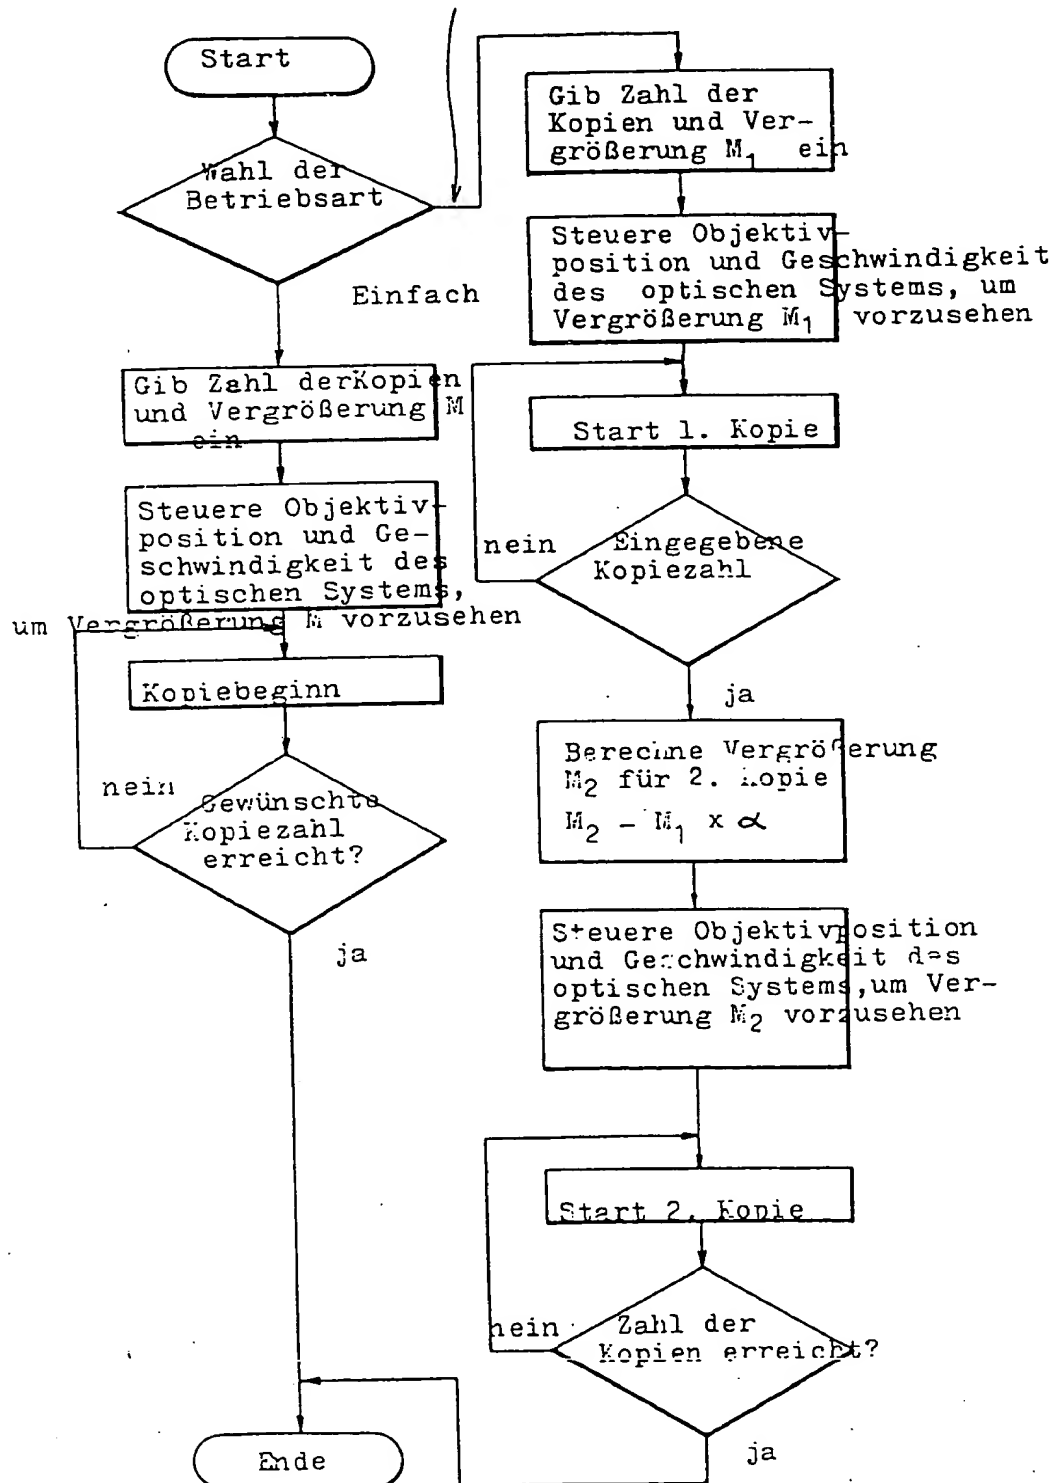 Start
Wahl der
Betriebsart
Einfach
Gib Zahl derKopien
und Vergrößerung M
ein
Steuere Objektiv-
position und Ge-
schwindigkeit des
optischen Systems,
um Vergrößerung M vorzusehen
Kopiebeginn
nein
Gewünschte
Kopiezahl
erreicht?
ja
Gib Zahl der
Kopien und Ver-
größerung M₁ ein
Steuere Objektiv-
position und Geschwindigkeit
des optischen Systems, um
Vergrößerung M₁ vorzusehen
Start 1. Kopie
nein
Eingegebene
Kopiezahl
ja
Berechne Vergrößerung
M₂ für 2. Kopie
M₂ - M₁ x α
Steuere Objektivposition
und Geschwindigkeit des
optischen Systems,um Ver-
größerung M₂ vorzusehen
Start 2. Kopie
nein
Zahl der
Kopien erreicht?
ja
Ende